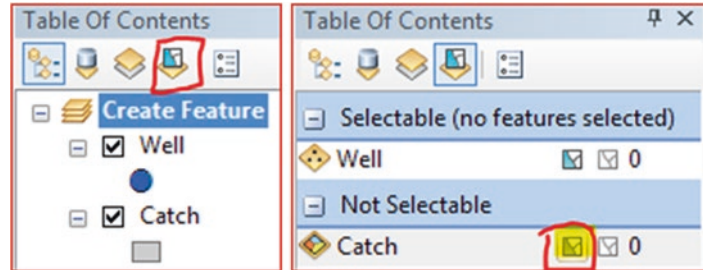 Table Of Contents
Create Feature
Well
Catch
Table Of Contents
Selectable (no features selected)
Well 0
Not Selectable
Catch 0